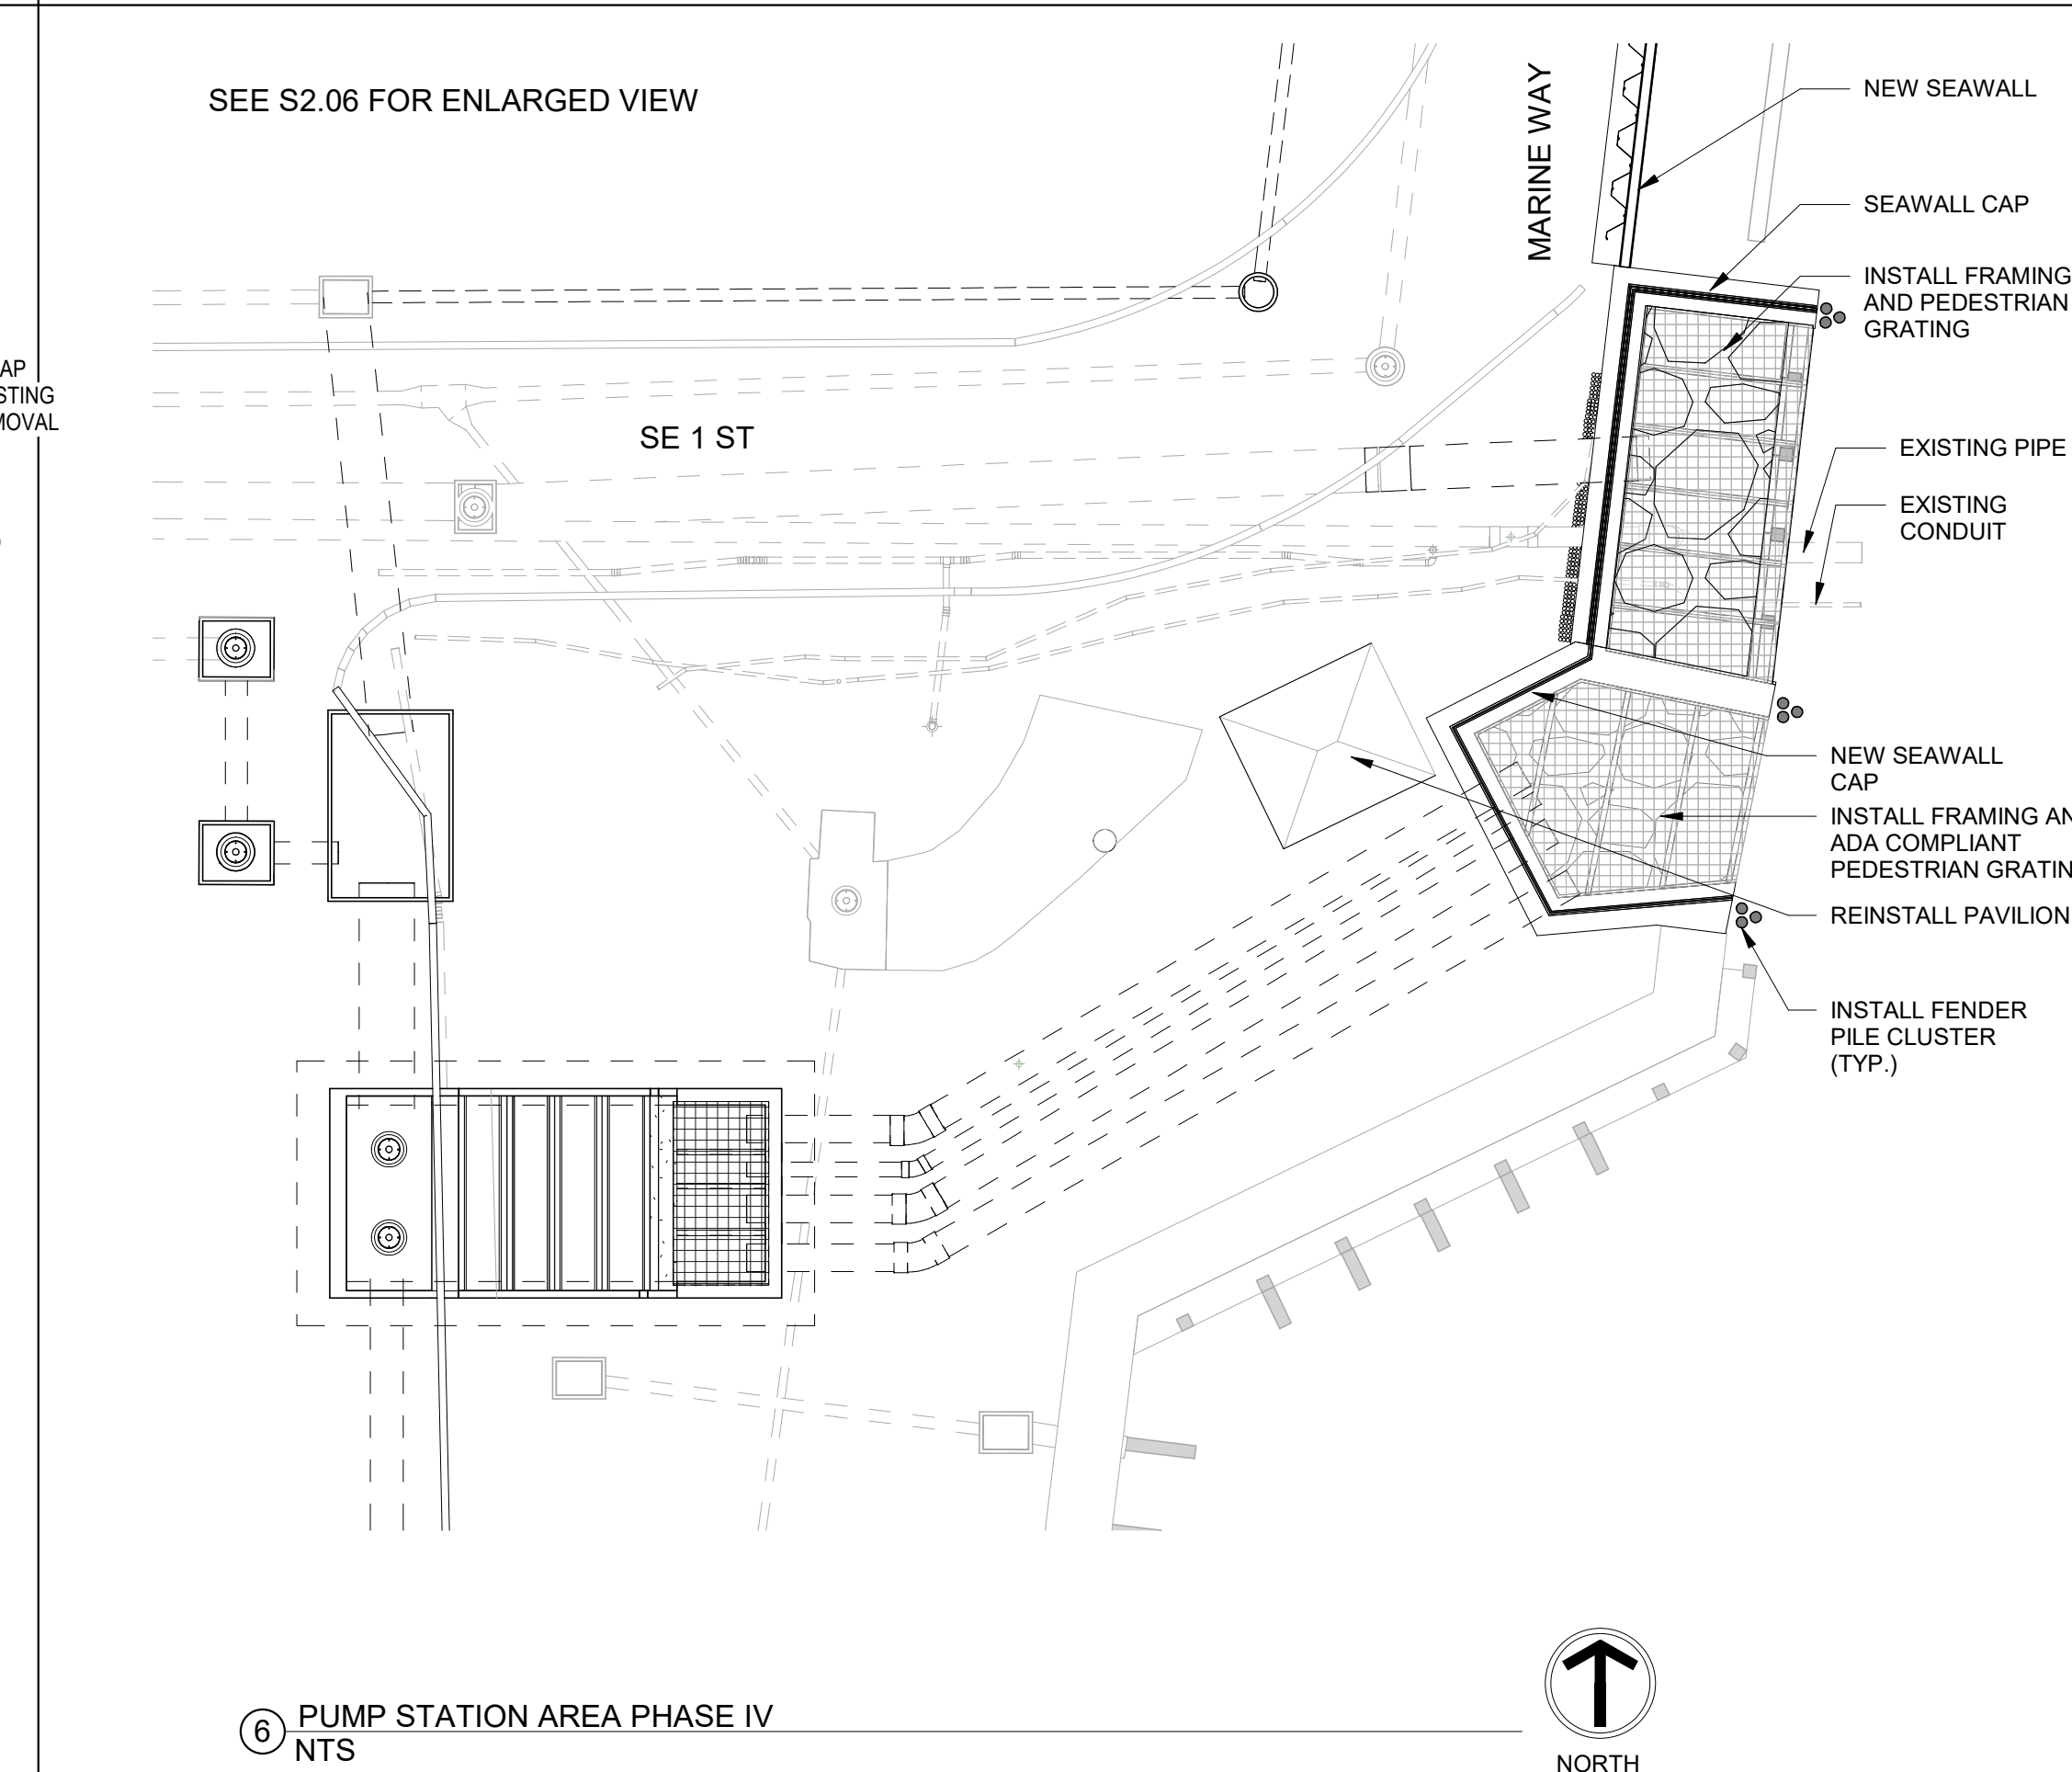 SEE S2.06 FOR ENLARGED VIEW
MARINE WAY
NEW SEAWALL
SEAWALL CAP
INSTALL FRAMING
AND PEDESTRIAN
GRATING
AP
STING
MOVAL
SE 1 ST
EXISTING PIPE
EXISTING
CONDUIT
NEW SEAWALL
CAP
INSTALL FRAMING AN
ADA COMPLIANT
PEDESTRIAN GRATIN
REINSTALL PAVILION
INSTALL FENDER
PILE CLUSTER
(TYP.)
6 PUMP STATION AREA PHASE IV
NTS
NORTH